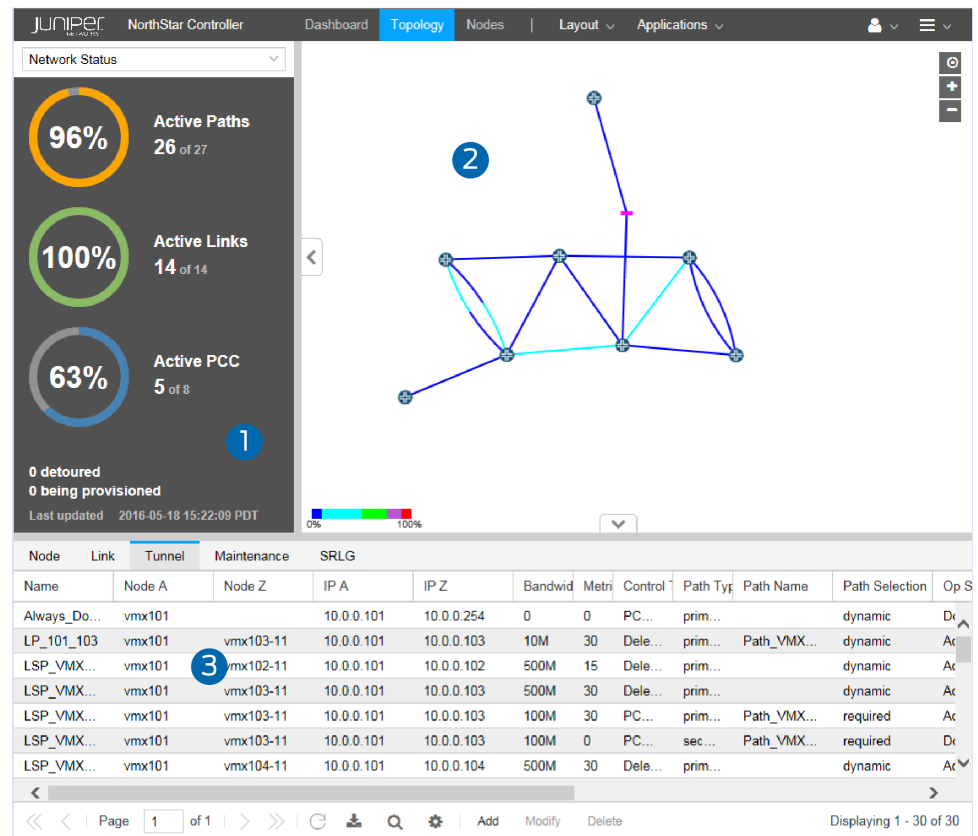 JUNIPER NETWORKS NorthStar Controller Dashboard Topology Nodes | Layout Applications
Network Status
96%
Active Paths
26 of 27
100%
Active Links
14 of 14
63%
Active PCC
5 of 8
1
0 detoured
0 being provisioned
Last updated 2016-05-18 15:22:09 PDT
2
0% 100%
Node Link Tunnel Maintenance SRLG
Name Node A Node Z IP A IP Z Bandwid Metri Control T Path Typ Path Name Path Selection Op S
Always_Do... vmx101 10.0.0.101 10.0.0.254 0 0 PC... prim... dynamic Do
LP_101_103 vmx101 vmx103-11 10.0.0.101 10.0.0.103 10M 30 Dele... prim... Path_VMX... dynamic Ac
LSP_VMX... vmx101 vmx102-11 10.0.0.101 10.0.0.102 500M 15 Dele... prim... dynamic Ac
3
LSP_VMX... vmx101 vmx103-11 10.0.0.101 10.0.0.103 500M 30 Dele... prim... dynamic Ac
LSP_VMX... vmx101 vmx103-11 10.0.0.101 10.0.0.103 100M 30 PC... prim... Path_VMX... required Ac
LSP_VMX... vmx101 vmx103-11 10.0.0.101 10.0.0.103 100M 0 PC... sec... Path_VMX... required Do
LSP_VMX... vmx101 vmx104-11 10.0.0.101 10.0.0.104 500M 30 Dele... prim... dynamic Ac
Page 1 of 1 Add Modify Delete Displaying 1 - 30 of 30